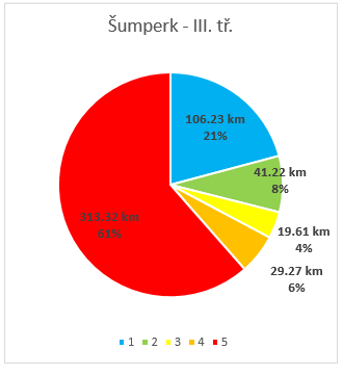 Šumperk - III. tř.
106.23 km
21%
41.22 km
8%
19.61 km
4%
29.27 km
6%
313.32 km
61%
1 2 3 4 5